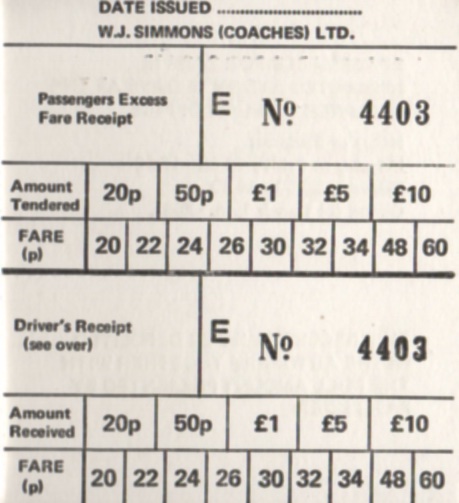 DATE ISSUED ................................
W.J. SIMMONS (COACHES) LTD.
Passengers Excess
Fare Receipt
E Nº 4403
Amount
Tendered
20p 50p £1 £5 £10
FARE
(p)
20 22 24 26 30 32 34 48 60
Driver's Receipt
(see over)
E Nº 4403
Amount
Received
20p 50p £1 £5 £10
FARE
(p)
20 22 24 26 30 32 34 48 60